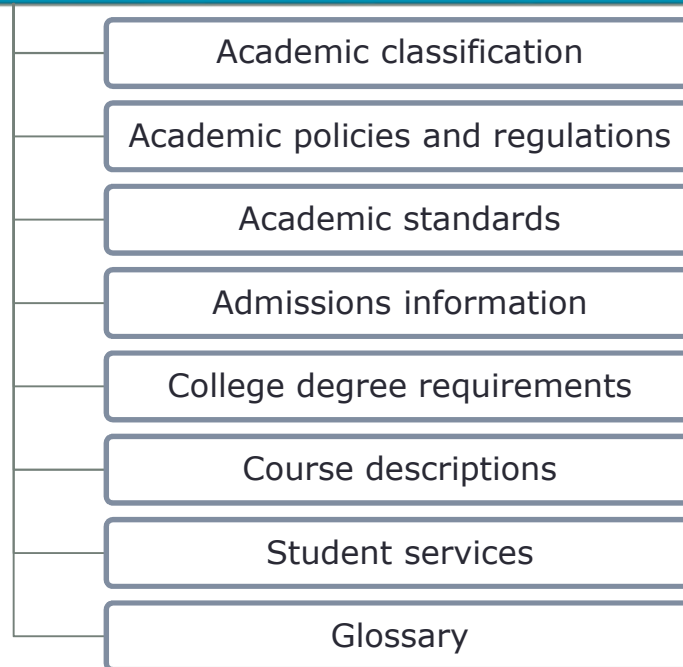 Academic classification
Academic policies and regulations
Academic standards
Admissions information
College degree requirements
Course descriptions
Student services
Glossary